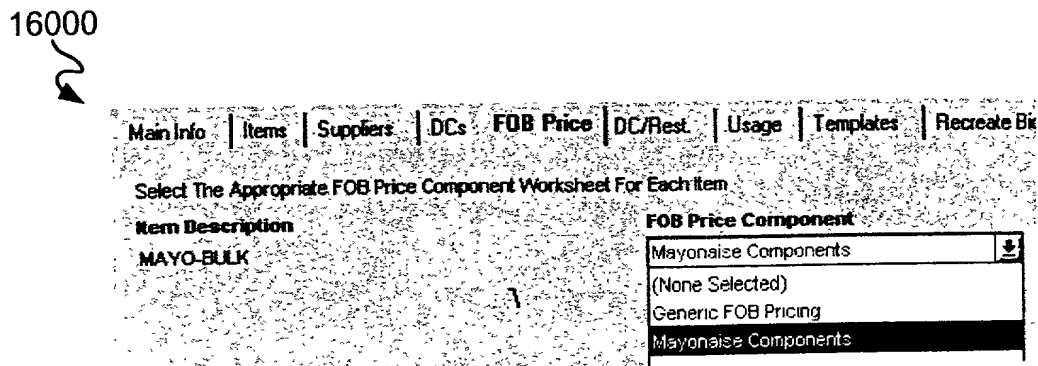 16000
Main Info Items Suppliers DCs FOB Price DC/Rest. Usage Templates Recreate
Select The Appropriate FOB Price Component Worksheet For Each Item
Item Description FOB Price Component
MAYO-BULK Mayonaise Components
(None Selected)
Generic FOB Pricing
Mayonaise Components